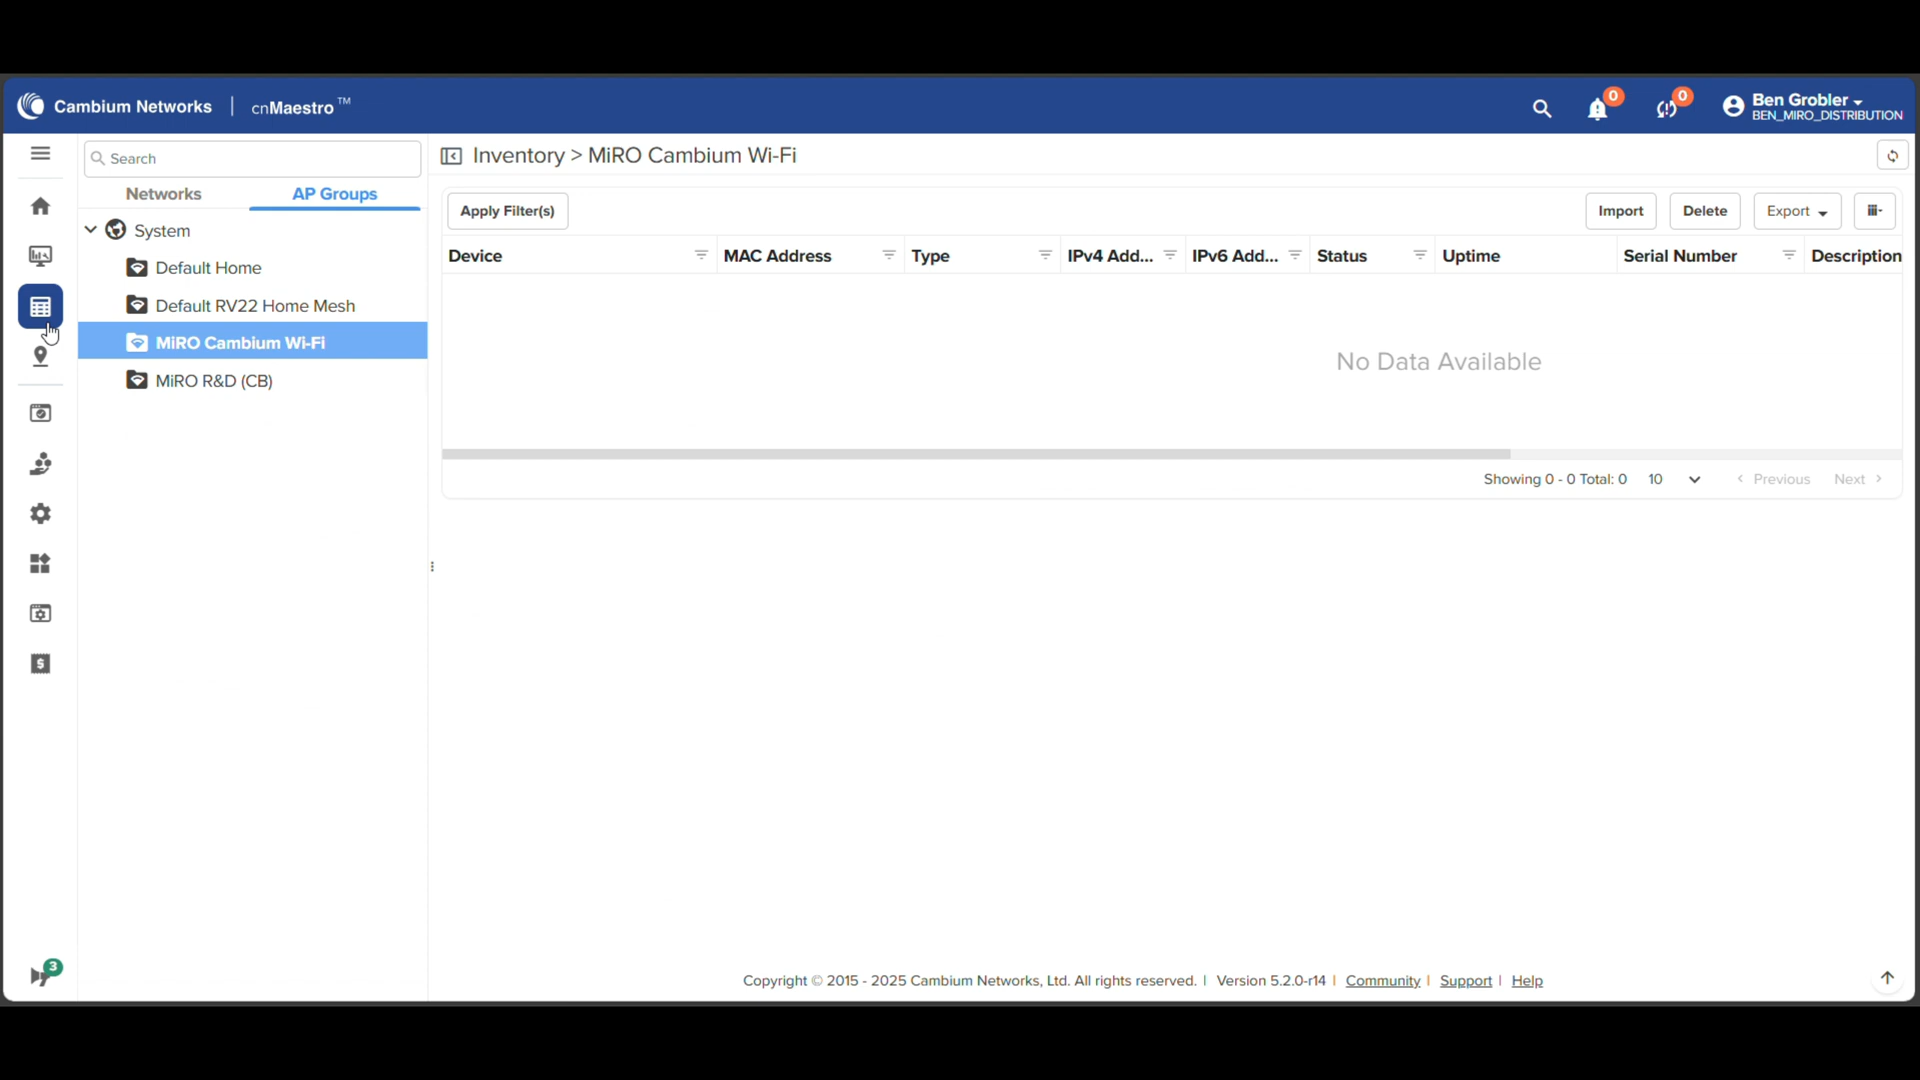 Cambium Networks | cnMaestro™
0
0
Ben Grobler
BEN_MIRO_DISTRIBUTION
Search
Networks
AP Groups
System
Default Home
Default RV22 Home Mesh
MiRO Cambium Wi-Fi
MiRO R&D (CB)
3
Inventory > MiRO Cambium Wi-Fi
Apply Filter(s)
Import
Delete
Export
Device
MAC Address
Type
IPv4 Add...
IPv6 Add...
Status
Uptime
Serial Number
Description
No Data Available
Showing 0 - 0 Total: 0
10
< Previous
Next >
Copyright © 2015 - 2025 Cambium Networks, Ltd. All rights reserved. | Version 5.2.0-r14 | Community | Support | Help